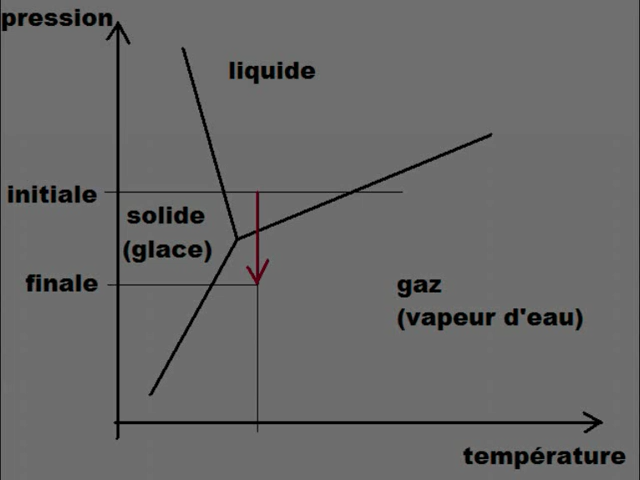 pression
liquide
initiale
solide
(glace)
finale
gaz
(vapeur d'eau)
température